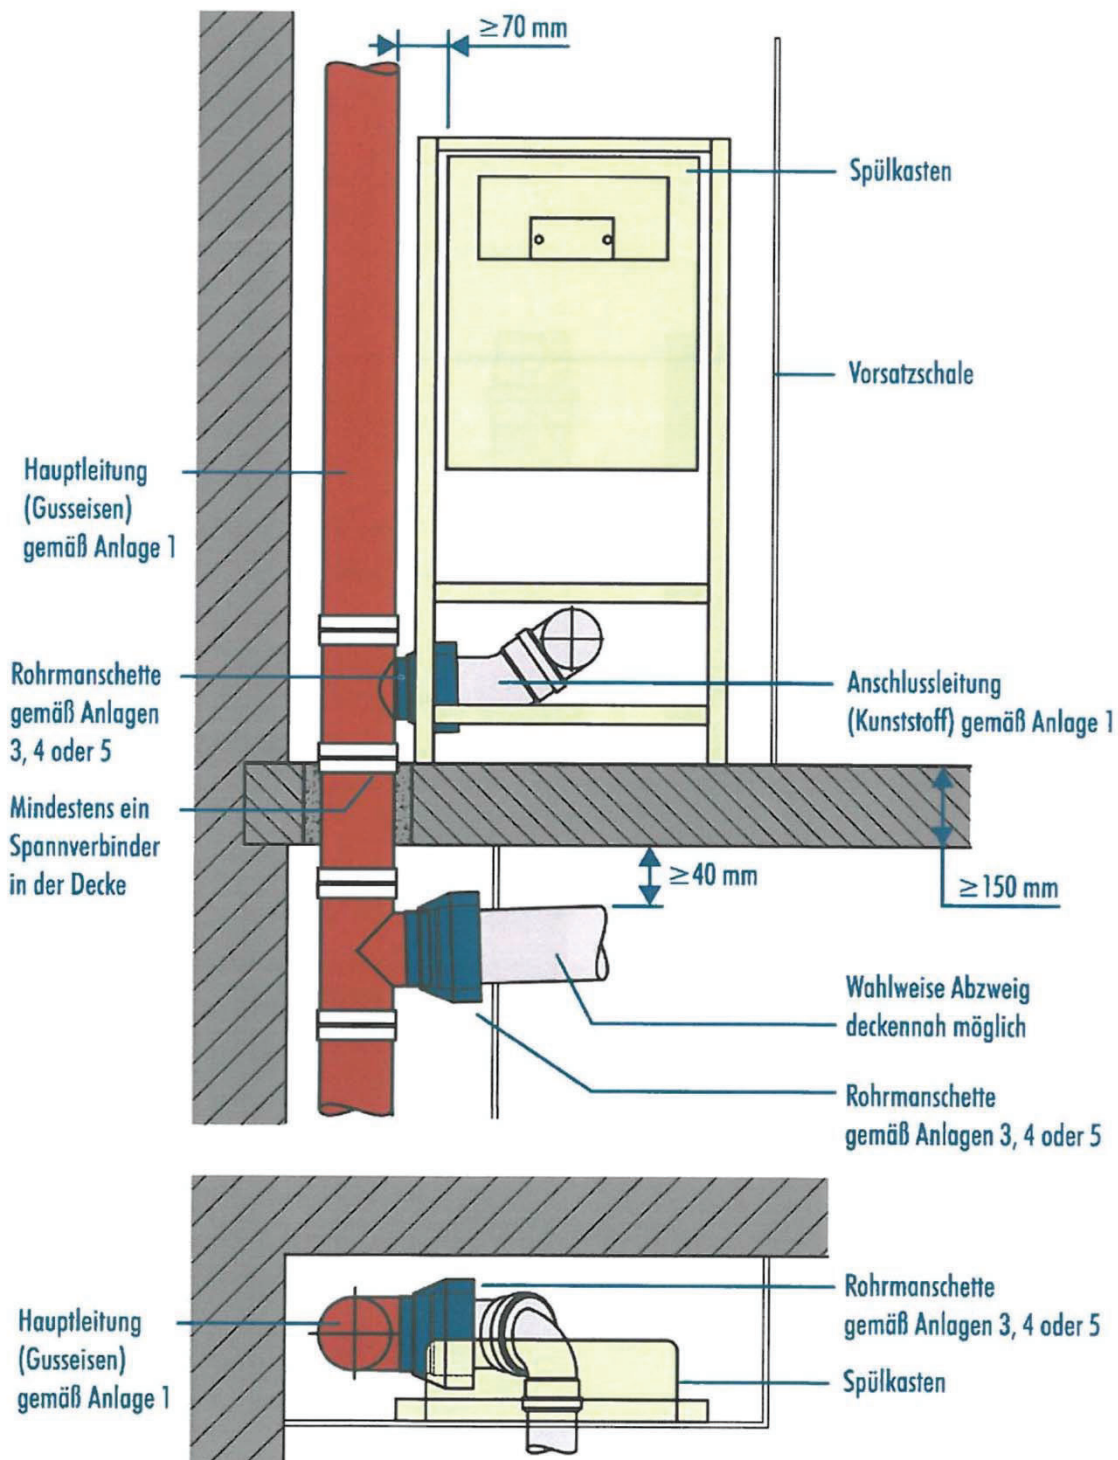 ≥70 mm
Spülkasten
Vorsatzschale
Hauptleitung
(Gusseisen)
gemäß Anlage 1
Rohrmanschette
gemäß Anlagen
3, 4 oder 5
Anschlussleitung
(Kunststoff) gemäß Anlage 1
Mindestens ein
Spannverbinder
in der Decke
≥40 mm
≥150 mm
Wahlweise Abzweig
deckennah möglich
Rohrmanschette
gemäß Anlagen 3, 4 oder 5
Rohrmanschette
gemäß Anlagen 3, 4 oder 5
Hauptleitung
(Gusseisen)
gemäß Anlage 1
Spülkasten